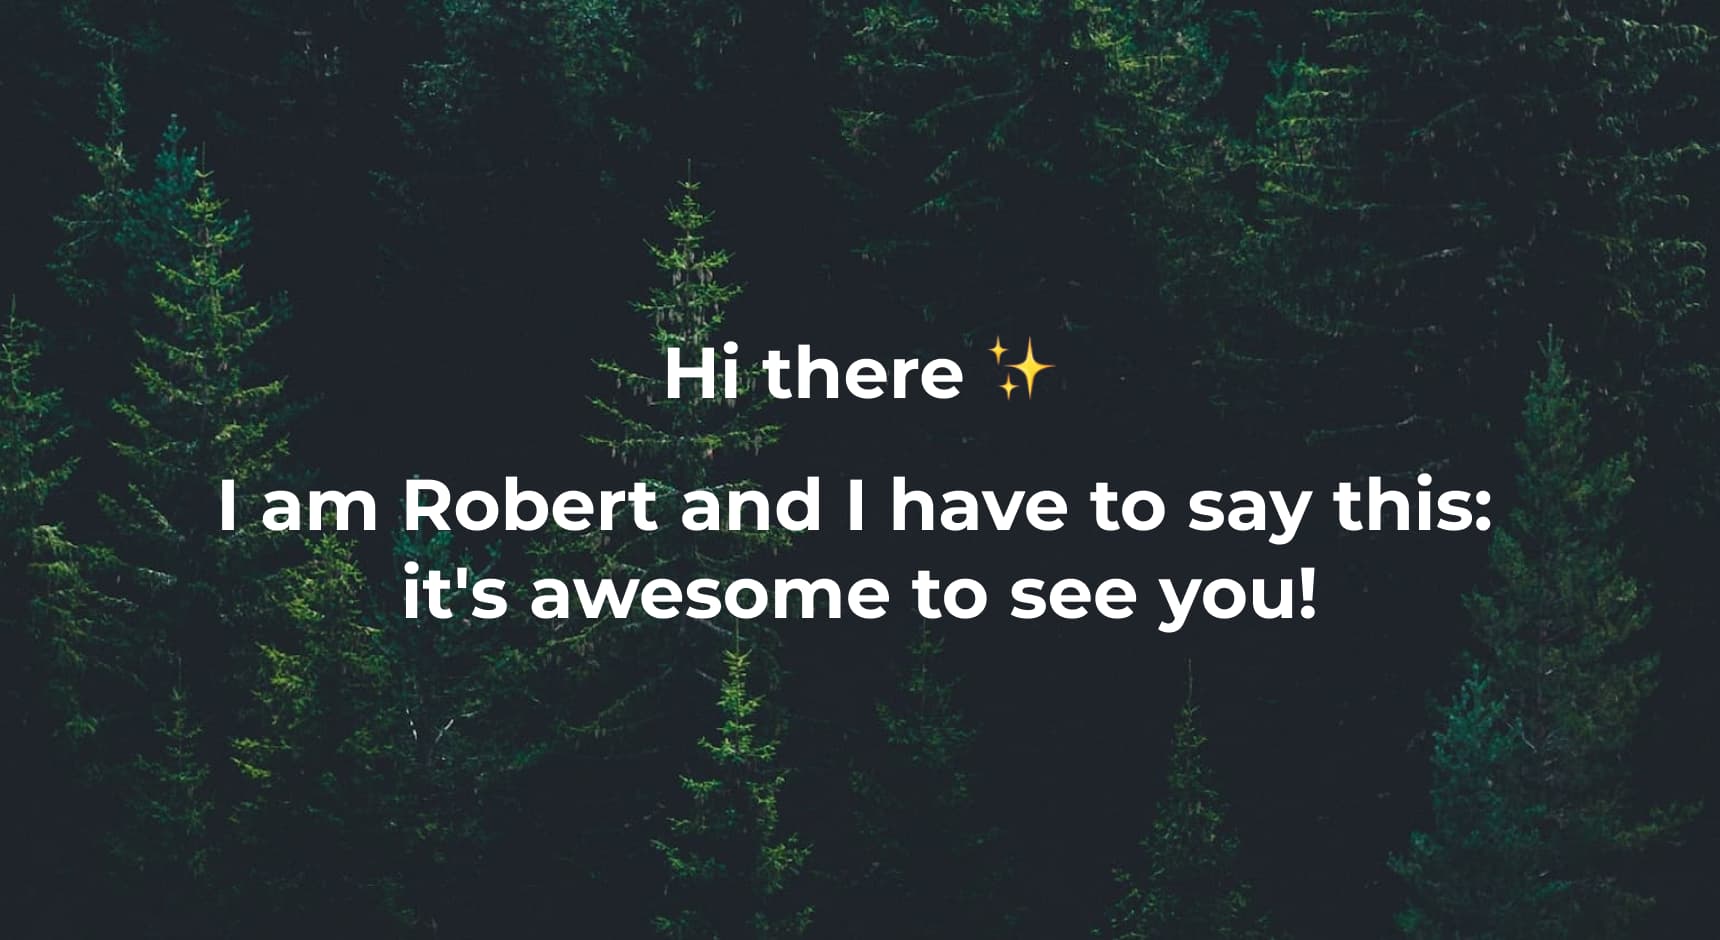 Hi there ✨
I am Robert and I have to say this:
it's awesome to see you!